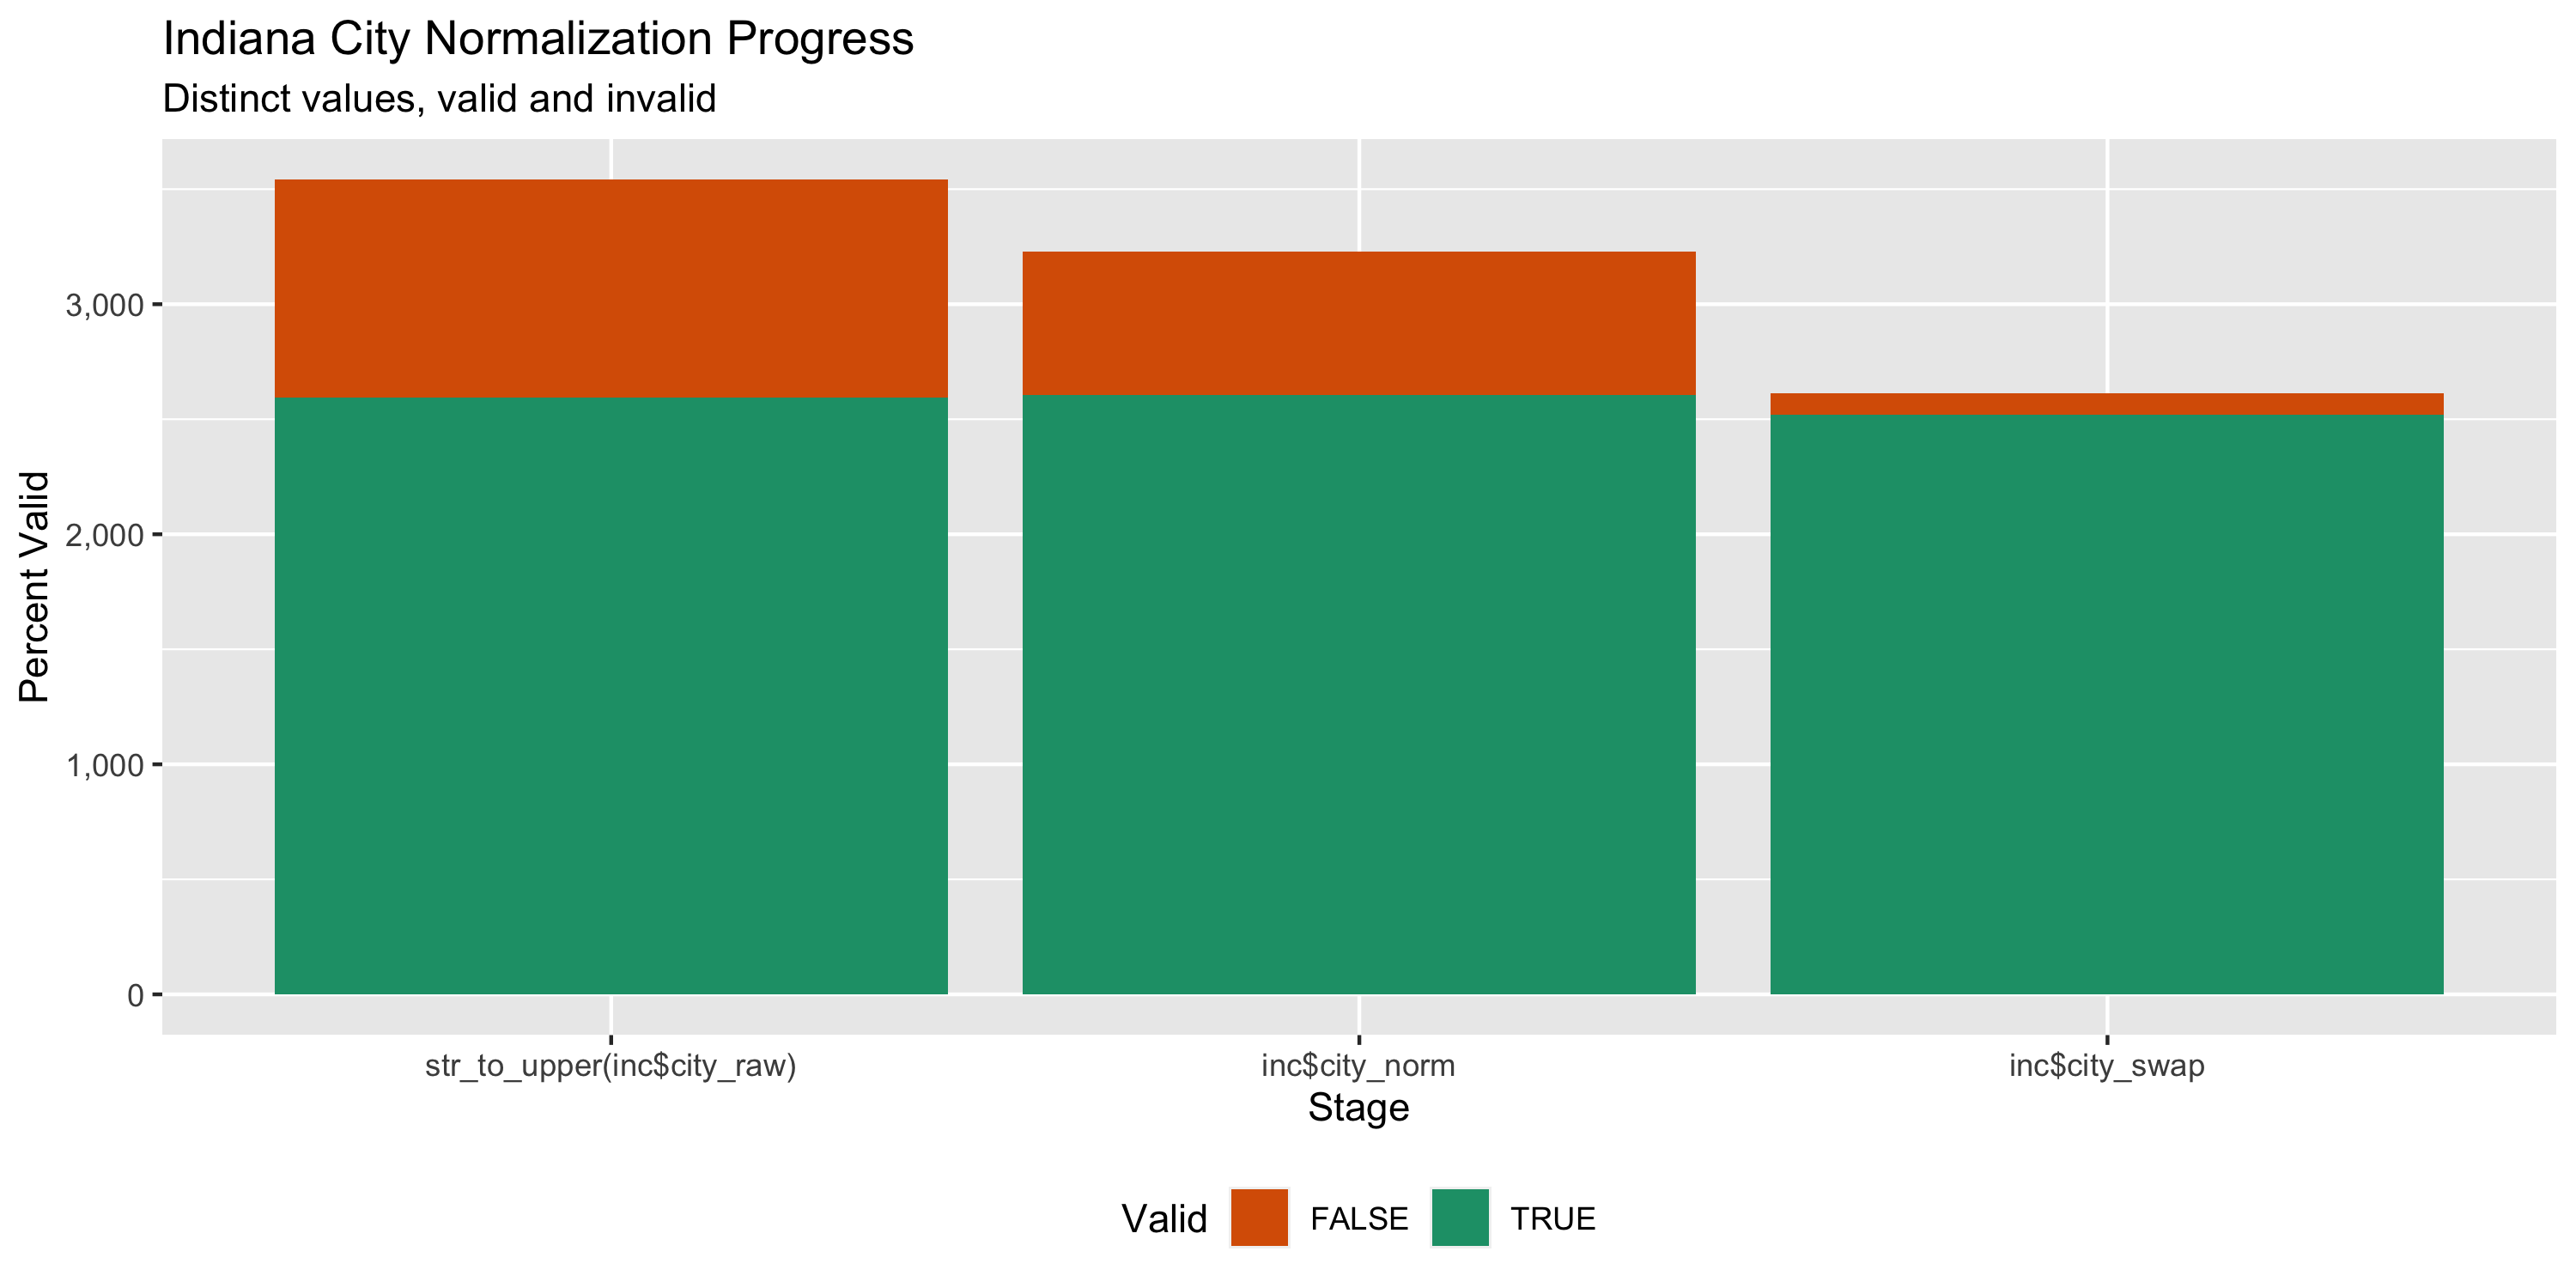 Indiana City Normalization Progress
Distinct values, valid and invalid
Percent Valid
3,000
2,000
1,000
0
str_to_upper(inc$city_raw) inc$city_norm inc$city_swap
Stage
Valid FALSE TRUE